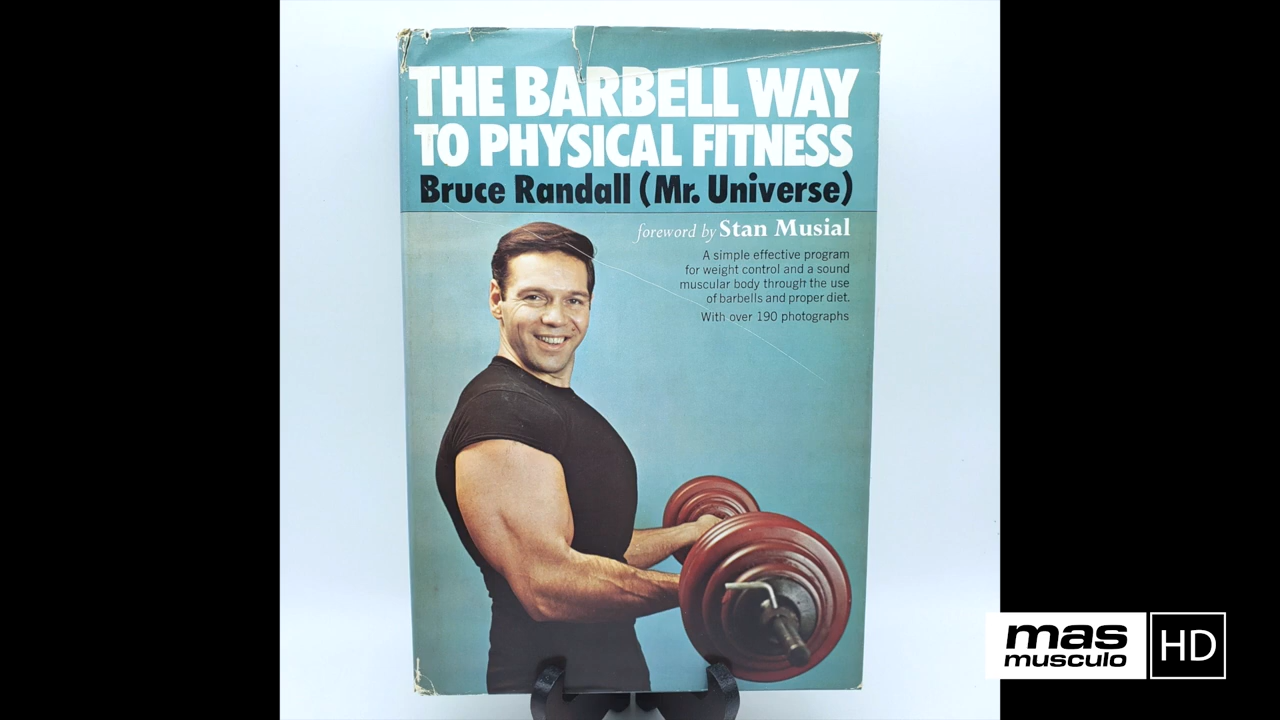 THE BARBELL WAY
TO PHYSICAL FITNESS
Bruce Randall (Mr. Universe)
foreword by Stan Musial
A simple effective program
for weight control and a sound
muscular body through the use
of barbells and proper diet.
With over 190 photographs
mas
musculo
HD